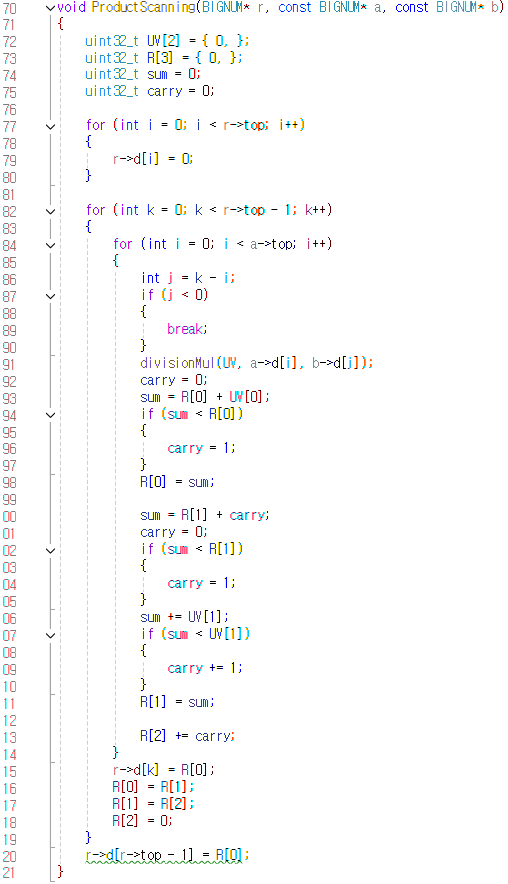 70 void ProductScanning(BIGNUM* r, const BIGNUM* a, const BIGNUM* b)
71 {
72 uint32_t UV[2] = { 0, };
73 uint32_t R[3] = { 0, };
74 uint32_t sum = 0;
75 uint32_t carry = 0;
76
77 for (int i = 0; i < r->top; i++)
78 {
79 r->d[i] = 0;
80 }
81
82 for (int k = 0; k < r->top - 1; k++)
83 {
84 for (int i = 0; i < a->top; i++)
85 {
86 int j = k - i;
87 if (j < 0)
88 {
89 break;
90 }
91 divisionMul(UV, a->d[i], b->d[j]);
92 carry = 0;
93 sum = R[0] + UV[0];
94 if (sum < R[0])
95 {
96 carry = 1;
97 }
98 R[0] = sum;
99
00 sum = R[1] + carry;
01 carry = 0;
02 if (sum < R[1])
03 {
04 carry = 1;
05 }
06 sum += UV[1];
07 if (sum < UV[1])
08 {
09 carry += 1;
10 }
11 R[1] = sum;
12
13 R[2] += carry;
14 }
15 r->d[k] = R[0];
16 R[0] = R[1];
17 R[1] = R[2];
18 R[2] = 0;
19 }
20 r->d[r->top - 1] = R[0];
21 }